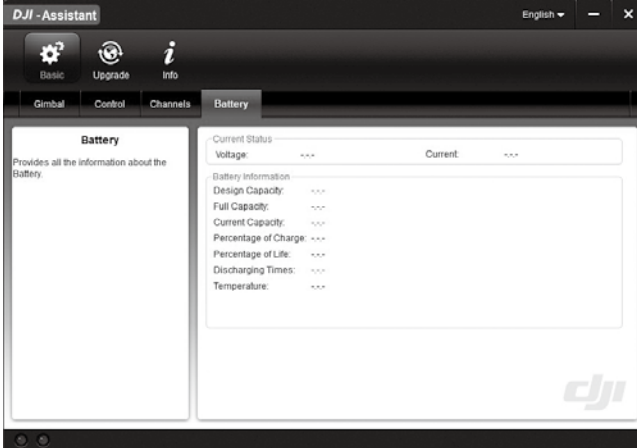 DJI - Assistant
English
Basic
Upgrade
Info
Gimbal
Control
Channels
Battery
Battery
Provides all the information about the
Battery.
Current Status
Voltage: -.-.- Current: -.-.-
Battery Information
Design Capacity: -.-.-
Full Capacity: -.-.-
Current Capacity: -.-.-
Percentage of Charge: -.-.-
Percentage of Life: -.-.-
Discharging Times: -.-.-
Temperature: -.-.-
dji